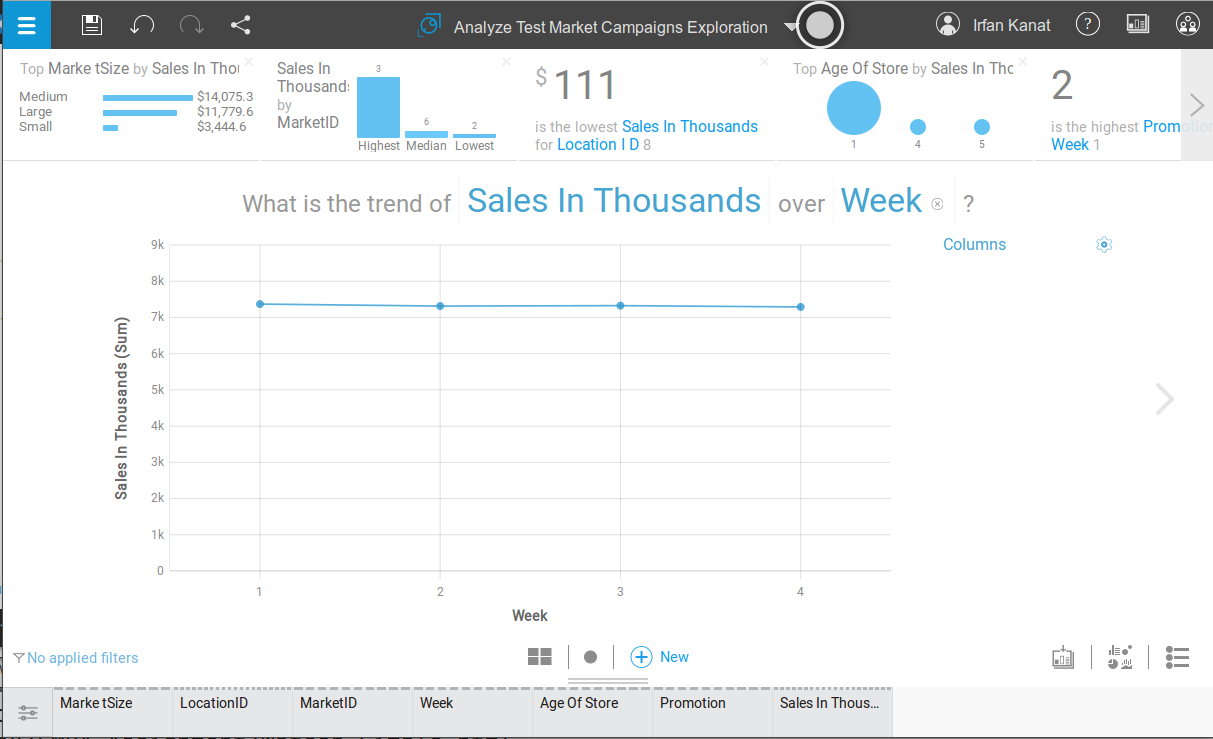 Analyze Test Market Campaigns Exploration
Irfan Kanat
?
Top Marke tSize by Sales In Thou
Medium $14,075.3
Large $11,779.6
Small $3,444.6
Sales In
Thousands
by
MarketID
3
6
2
Highest Median Lowest
$ 111
is the lowest Sales In Thousands
for Location I D 8
Top Age Of Store by Sales In Tho
1 4 5
2
is the highest Promotion
Week 1
What is the trend of Sales In Thousands over Week ?
Columns
9k
8k
7k
6k
5k
4k
3k
2k
1k
0
Sales In Thousands (Sum)
1 2 3 4
Week
No applied filters
New
Marke tSize LocationID MarketID Week Age Of Store Promotion Sales In Thous...